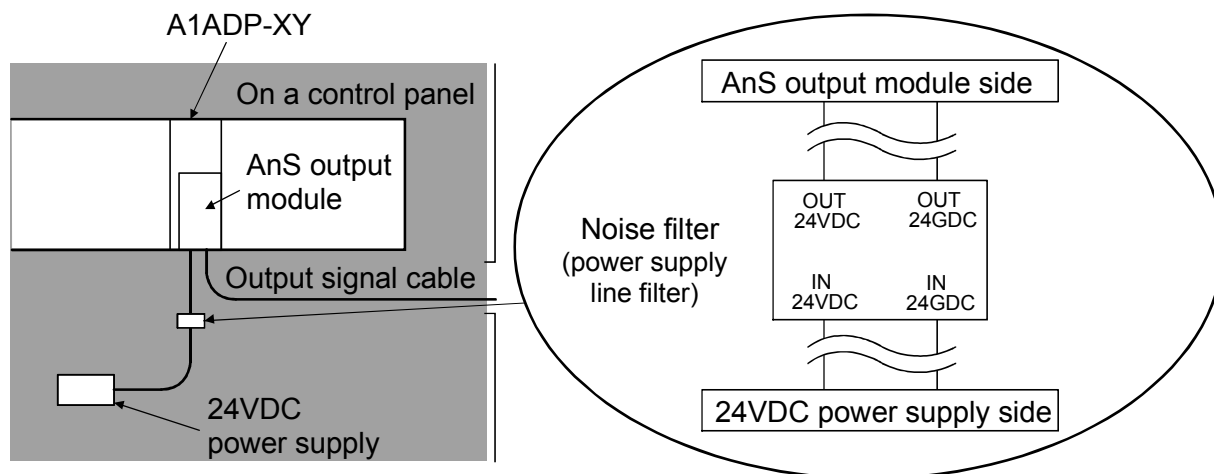 A1ADP-XY
On a control panel
AnS output
module
Output signal cable
24VDC
power supply
AnS output module side
OUT
24VDC
OUT
24GDC
Noise filter
(power supply
line filter)
IN
24VDC
IN
24GDC
24VDC power supply side